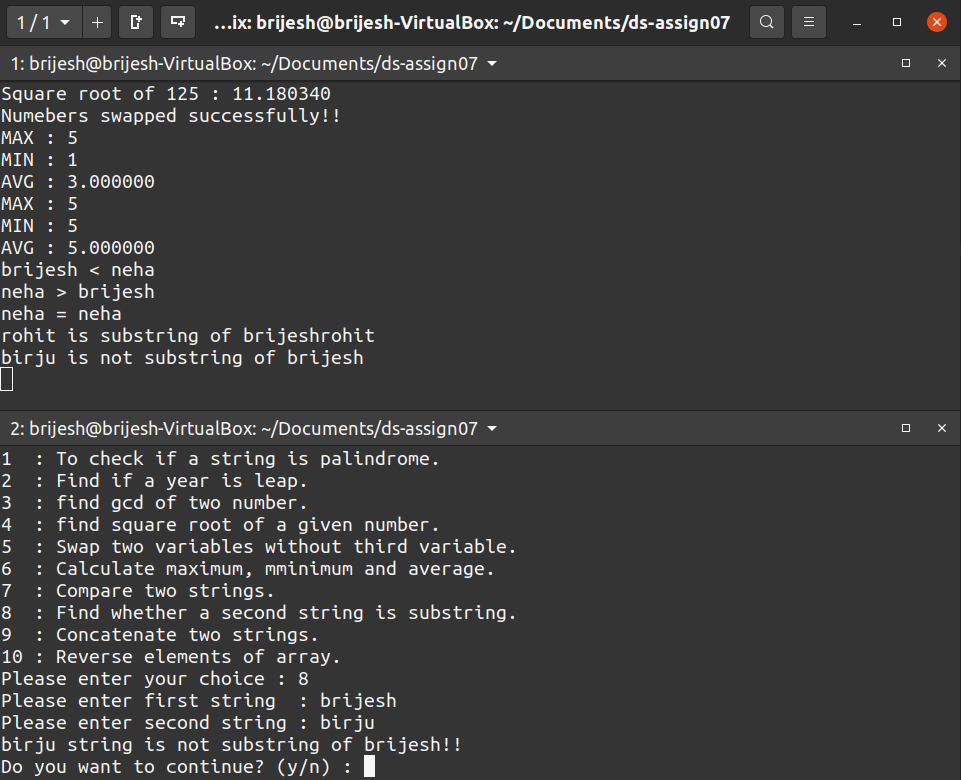 1 / 1
...ix: brijesh@brijesh-VirtualBox: ~/Documents/ds-assign07
1: brijesh@brijesh-VirtualBox: ~/Documents/ds-assign07
Square root of 125 : 11.180340
Numebers swapped successfully!!
MAX : 5
MIN : 1
AVG : 3.000000
MAX : 5
MIN : 5
AVG : 5.000000
brijesh < neha
neha > brijesh
neha = neha
rohit is substring of brijeshrohit
birju is not substring of brijesh
2: brijesh@brijesh-VirtualBox: ~/Documents/ds-assign07
1  : To check if a string is palindrome.
2  : Find if a year is leap.
3  : find gcd of two number.
4  : find square root of a given number.
5  : Swap two variables without third variable.
6  : Calculate maximum, mminimum and average.
7  : Compare two strings.
8  : Find whether a second string is substring.
9  : Concatenate two strings.
10 : Reverse elements of array.
Please enter your choice : 8
Please enter first string  : brijesh
Please enter second string : birju
birju string is not substring of brijesh!!
Do you want to continue? (y/n) :